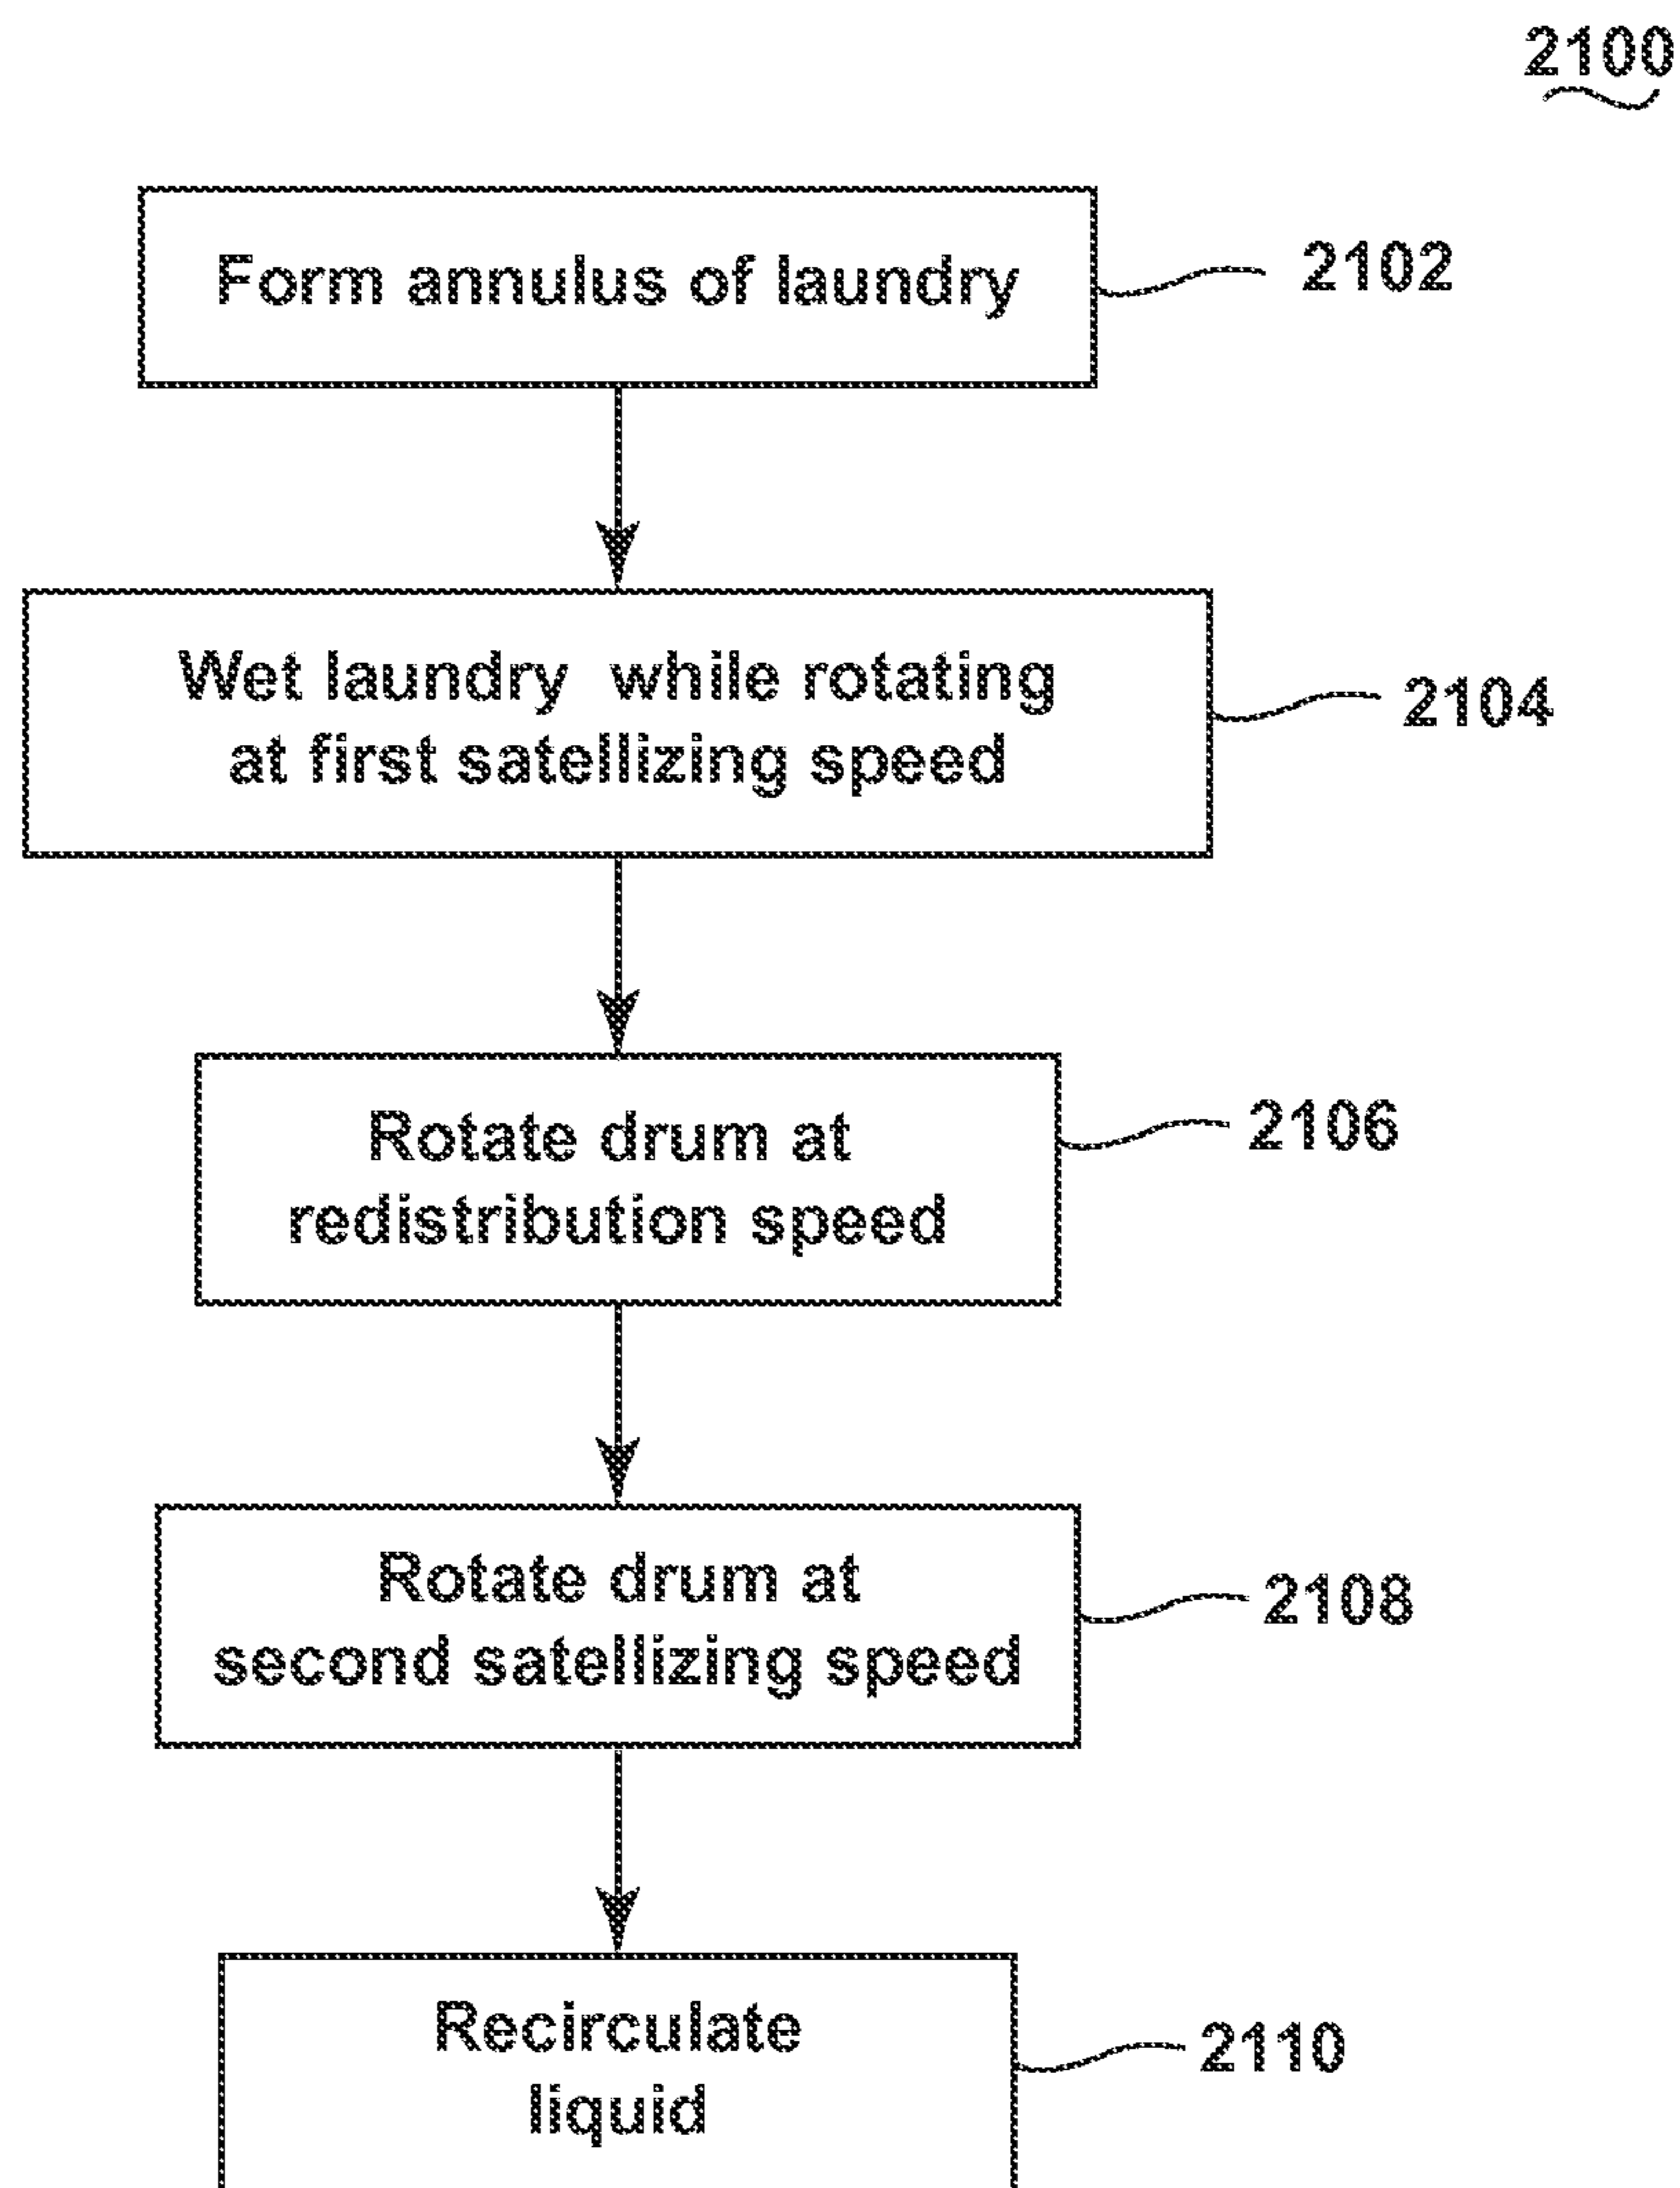 2100
Form annulus of laundry
2102
Wet laundry while rotating
at first satellizing speed
2104
Rotate drum at
redistribution speed
2106
Rotate drum at
second satellizing speed
2108
Recirculate
liquid
2110